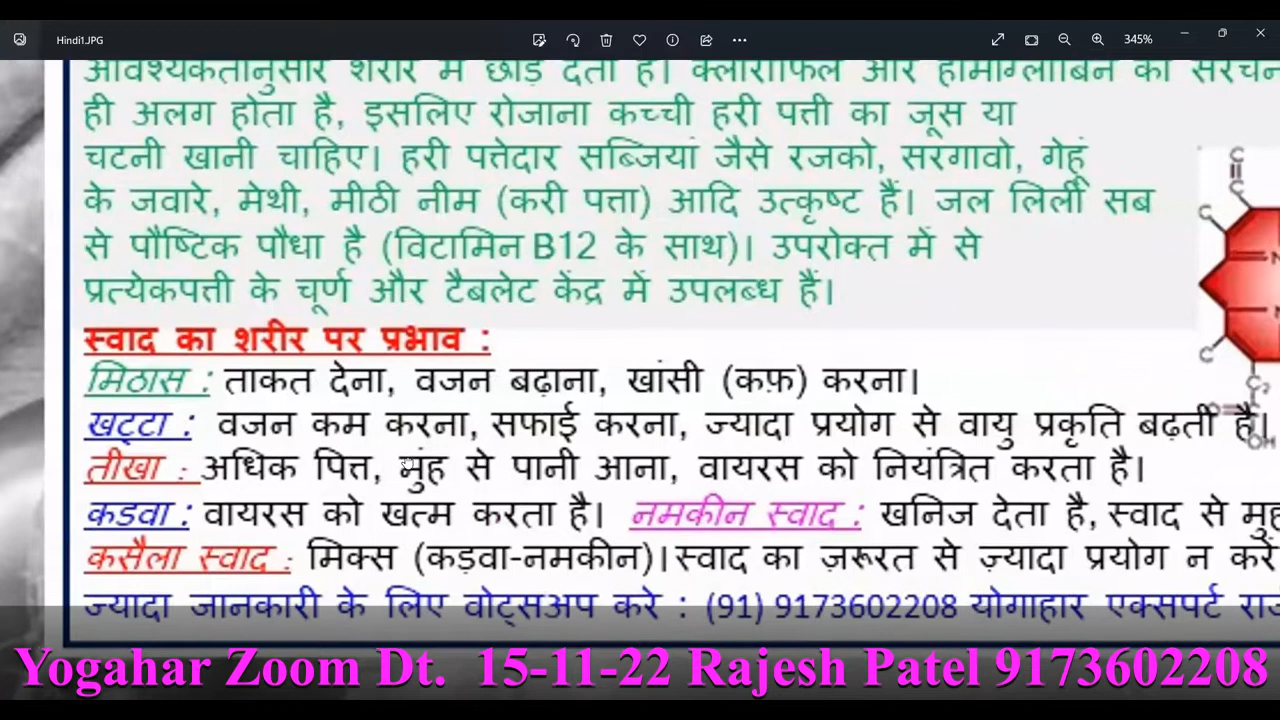 Hindi1.JPG
345%
आवश्यकतानुसार शरीर में छोड़ देता है। क्लोरोफिल और हीमोग्लोबिन की
ही अलग होता है, इसलिए रोजाना कच्ची हरी पत्ती का जूस या
चटनी खानी चाहिए। हरी पत्तेदार सब्जियां जैसे रजको, सरगावो, गेहूं
के जवारे, मेथी, मीठी नीम (करी पत्ता) आदि उत्कृष्ट हैं। जल लिली सब
से पौष्टिक पौधा है (विटामिन B12 के साथ)। उपरोक्त में से
प्रत्येकपत्ती के चूर्ण और टैबलेट केंद्र में उपलब्ध हैं।
स्वाद का शरीर पर प्रभाव :
मिठास : ताकत देना, वजन बढ़ाना, खांसी (कफ़) करना।
खट्टा : वजन कम करना, सफाई करना, ज्यादा प्रयोग से वायु प्रकृति बढ़ती है।
तीखा : अधिक पित्त, मुंह से पानी आना, वायरस को नियंत्रित करता है।
कडवा : वायरस को खत्म करता है। नमकीन स्वाद : खनिज देता है, स्वाद से
कसैला स्वाद : मिक्स (कड़वा-नमकीन)। स्वाद का ज़रूरत से ज़्यादा प्रयोग न करें
ज्यादा जानकारी के लिए वोट्सअप करे : (91) 9173602208 योगाहार एक्सपर्ट
Yogahar Zoom Dt. 15-11-22 Rajesh Patel 9173602208